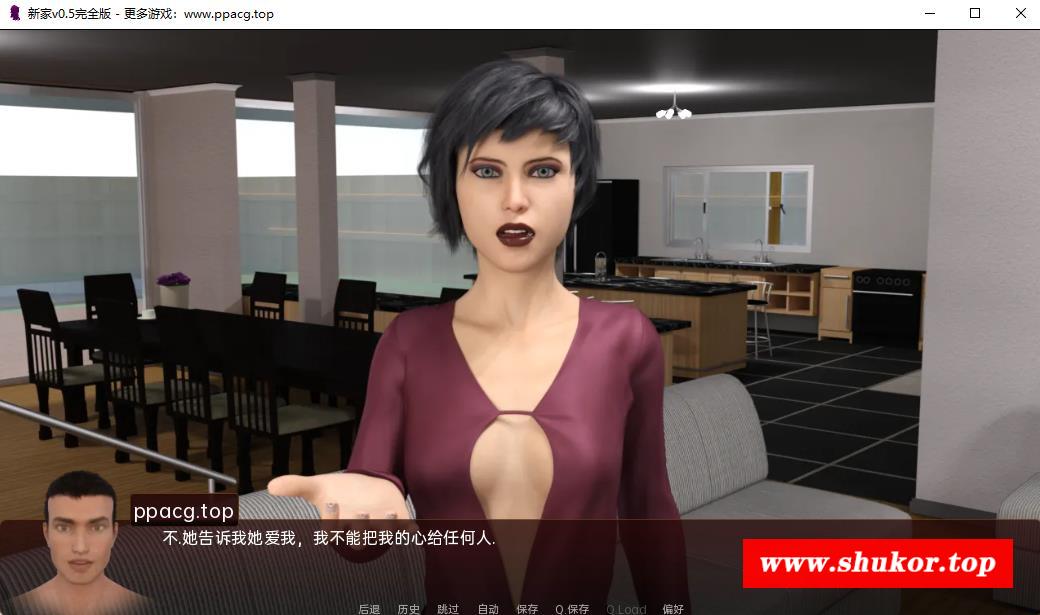 新家v0.5完全版 - 更多游戏：www.ppacg.top
ppacg.top
不.她告诉我她爱我，我不能把我的心给任何人.
www.shukor.top
后退 历史 跳过 自动 保存 Q.保存 Q.Load 偏好